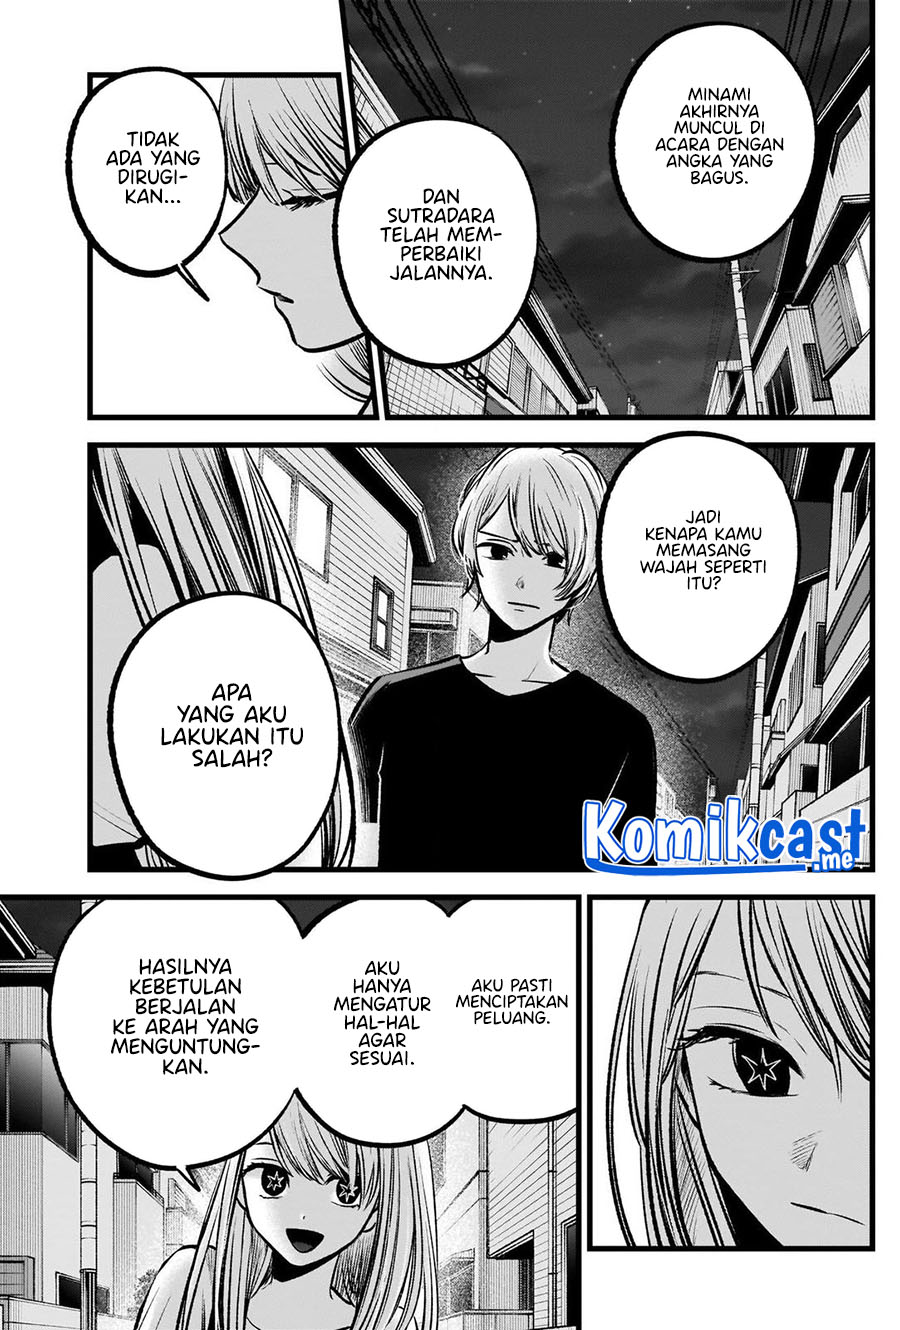 MINAMI
AKHIRNYA
MUNCUL DI
ACARA DENGAN
ANGKA YANG
BAGUS.
DAN
SUTRADARA
TELAH MEM-
PERBAIKI
JALANNYA.
TIDAK
ADA YANG
DIRUGI-
KAN...
JADI
KENAPA KAMU
MEMASANG
WAJAH SEPERTI
ITU?
APA
YANG AKU
LAKUKAN ITU
SALAH?
Komikcast
.me
AKU PASTI
MENCIPTAKAN
PELUANG.
AKU
HANYA
MENGATUR
HAL-HAL
AGAR
SESUAI.
HASILNYA
KEBETULAN
BERJALAN
KE ARAH YANG
MENGUNTUNG-
KAN.